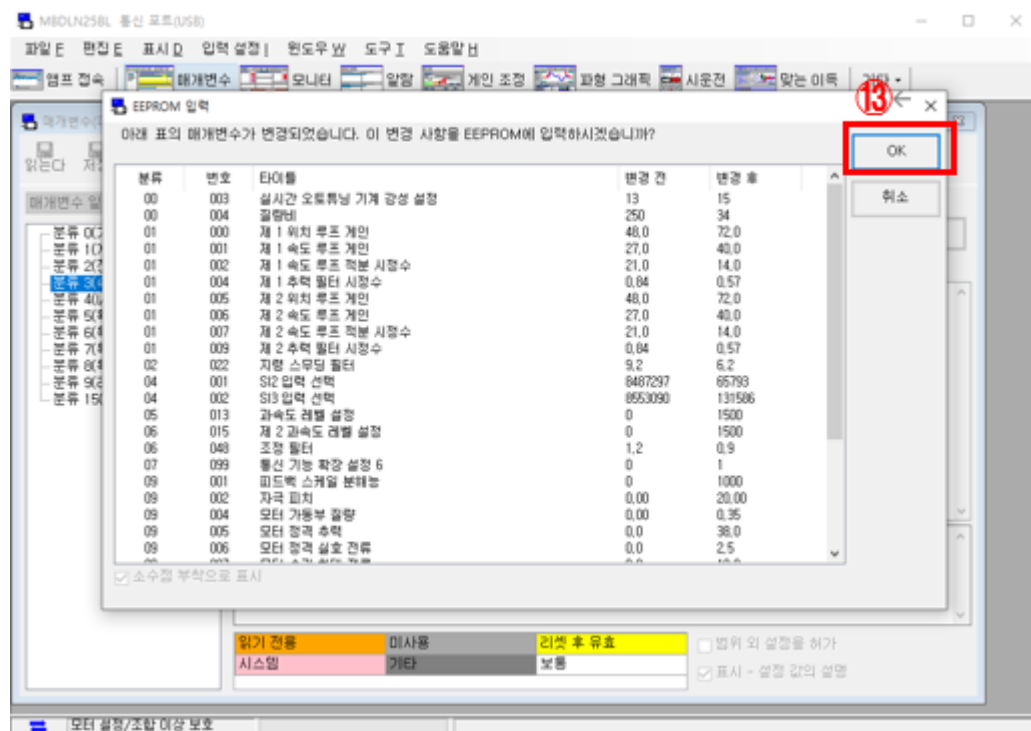 MBDLN25BL 통신 포트(USB)
파일 F 편집 E 표시 D 입력 설정 I 윈도우 W 도구 T 도움말 H
앰프 접속 매개변수 모니터 알람 게인 조정 파형 그래픽 시운전 맞는 이득 기타
⑬
EEPROM 입력
매개변수
아래 표의 매개변수가 변경되었습니다. 이 변경 사항을 EEPROM에 입력하시겠습니까?
OK
취소
읽는다
매개변수
분류 번호 타이틀 변경 전 변경 후
00 003 실시간 오토튜닝 기계 강성 설정 13 15
00 004 질량비 250 34
01 000 제 1 위치 루프 게인 48,0 72,0
01 001 제 1 속도 루프 게인 27,0 40,0
01 002 제 1 속도 루프 적분 시정수 21,0 14,0
01 004 제 1 추력 필터 시정수 0,84 0,57
01 005 제 2 위치 루프 게인 48,0 72,0
01 006 제 2 속도 루프 게인 27,0 40,0
01 007 제 2 속도 루프 적분 시정수 21,0 14,0
01 009 제 2 추력 필터 시정수 0,84 0,57
02 022 지령 스무딩 필터 9,2 6,2
04 001 SI2 입력 선택 8487297 65793
04 002 SI3 입력 선택 8553090 131586
05 013 과속도 레벨 설정 0 1500
06 015 제 2 과속도 레벨 설정 0 1500
06 048 조정 필터 1,2 0,9
07 099 통신 기능 확장 설정 6 0 1
09 001 피드백 스케일 분해능 0 1000
09 002 자극 피치 0,00 20,00
09 004 모터 가동부 질량 0,00 0,35
09 005 모터 정격 추력 0,0 38,0
09 006 모터 정격 실효 전류 0,0 2,5
분류 0
분류 1
분류 2
분류 3
분류 4
분류 5
분류 6
분류 7
분류 8
분류 9
분류 15
소수점 부착으로 표시
읽기 전용 미사용 리셋 후 유효
시스템 기타 보통
범위 외 설정을 허가
표시 - 설정 값의 설명
모터 설정/조합 이상 보호